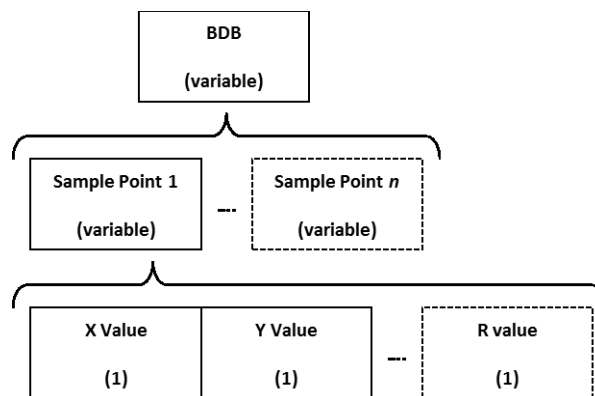 BDB
(variable)
Sample Point 1
(variable)
----
Sample Point n
(variable)
X Value
(1)
Y Value
(1)
----
R value
(1)